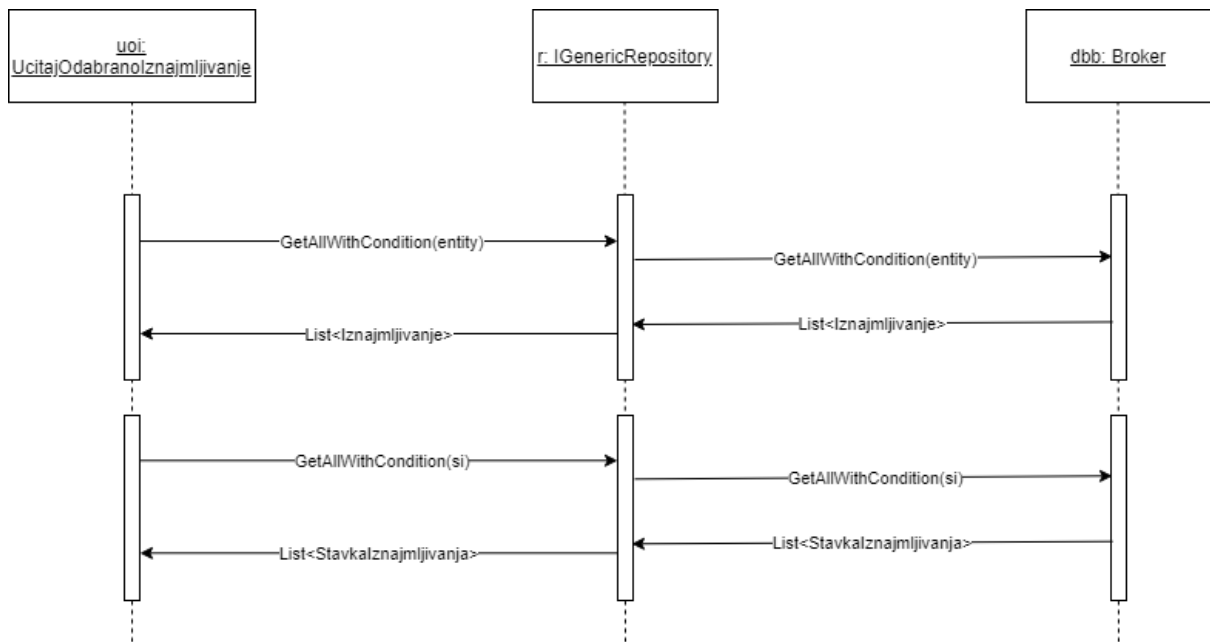 uoi:
UcitajOdabranoIznajmljivanje
r: IGenericRepository
dbb: Broker
GetAllWithCondition(entity)
GetAllWithCondition(entity)
List<Iznajmljivanje>
List<Iznajmljivanje>
GetAllWithCondition(si)
GetAllWithCondition(si)
List<StavkaIznajmljivanja>
List<StavkaIznajmljivanja>